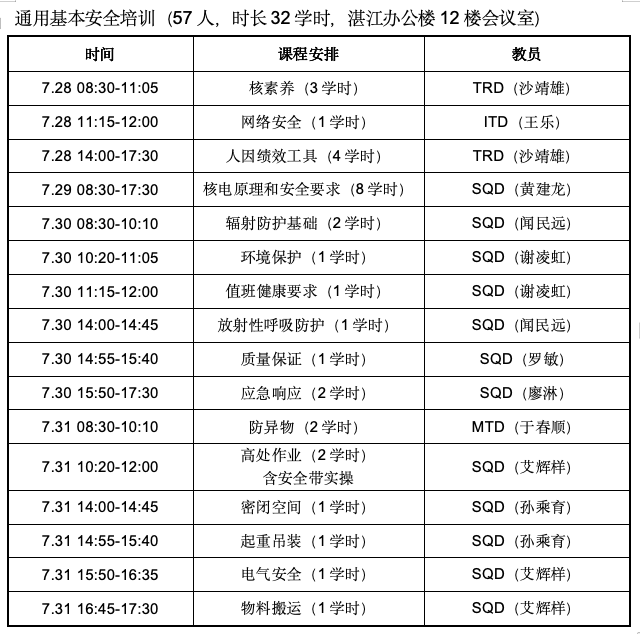 通用基本安全培训（57 人，时长 32 学时，湛江办公楼 12 楼会议室）
时间 课程安排 教员
7.28 08:30-11:05 核素养（3 学时） TRD（沙靖雄）
7.28 11:15-12:00 网络安全（1 学时） ITD（王乐）
7.28 14:00-17:30 人因绩效工具（4 学时） TRD（沙靖雄）
7.29 08:30-17:30 核电原理和安全要求（8 学时） SQD（黄建龙）
7.30 08:30-10:10 辐射防护基础（2 学时） SQD（闻民远）
7.30 10:20-11:05 环境保护（1 学时） SQD（谢凌虹）
7.30 11:15-12:00 值班健康要求（1 学时） SQD（谢凌虹）
7.30 14:00-14:45 放射性呼吸防护（1 学时） SQD（闻民远）
7.30 14:55-15:40 质量保证（1 学时） SQD（罗敏）
7.30 15:50-17:30 应急响应（2 学时） SQD（廖淋）
7.31 08:30-10:10 防异物（2 学时） MTD（于春顺）
7.31 10:20-12:00 高处作业（2 学时） SQD（艾辉样）
含安全带实操
7.31 14:00-14:45 密闭空间（1 学时） SQD（孙乘育）
7.31 14:55-15:40 起重吊装（1 学时） SQD（孙乘育）
7.31 15:50-16:35 电气安全（1 学时） SQD（艾辉样）
7.31 16:45-17:30 物料搬运（1 学时） SQD（艾辉样）